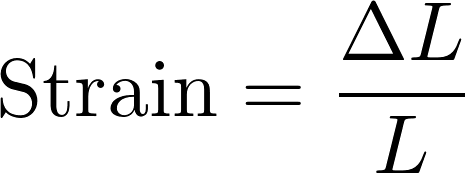 Strain = ΔL / L